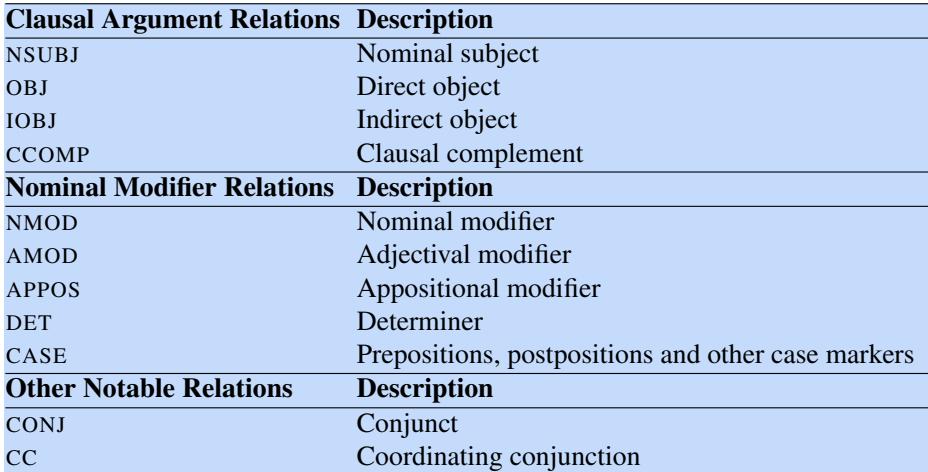 Clausal Argument Relations Description
NSUBJ Nominal subject
OBJ Direct object
IOBJ Indirect object
CCOMP Clausal complement
Nominal Modifier Relations Description
NMOD Nominal modifier
AMOD Adjectival modifier
APPOS Appositional modifier
DET Determiner
CASE Prepositions, postpositions and other case markers
Other Notable Relations Description
CONJ Conjunct
CC Coordinating conjunction